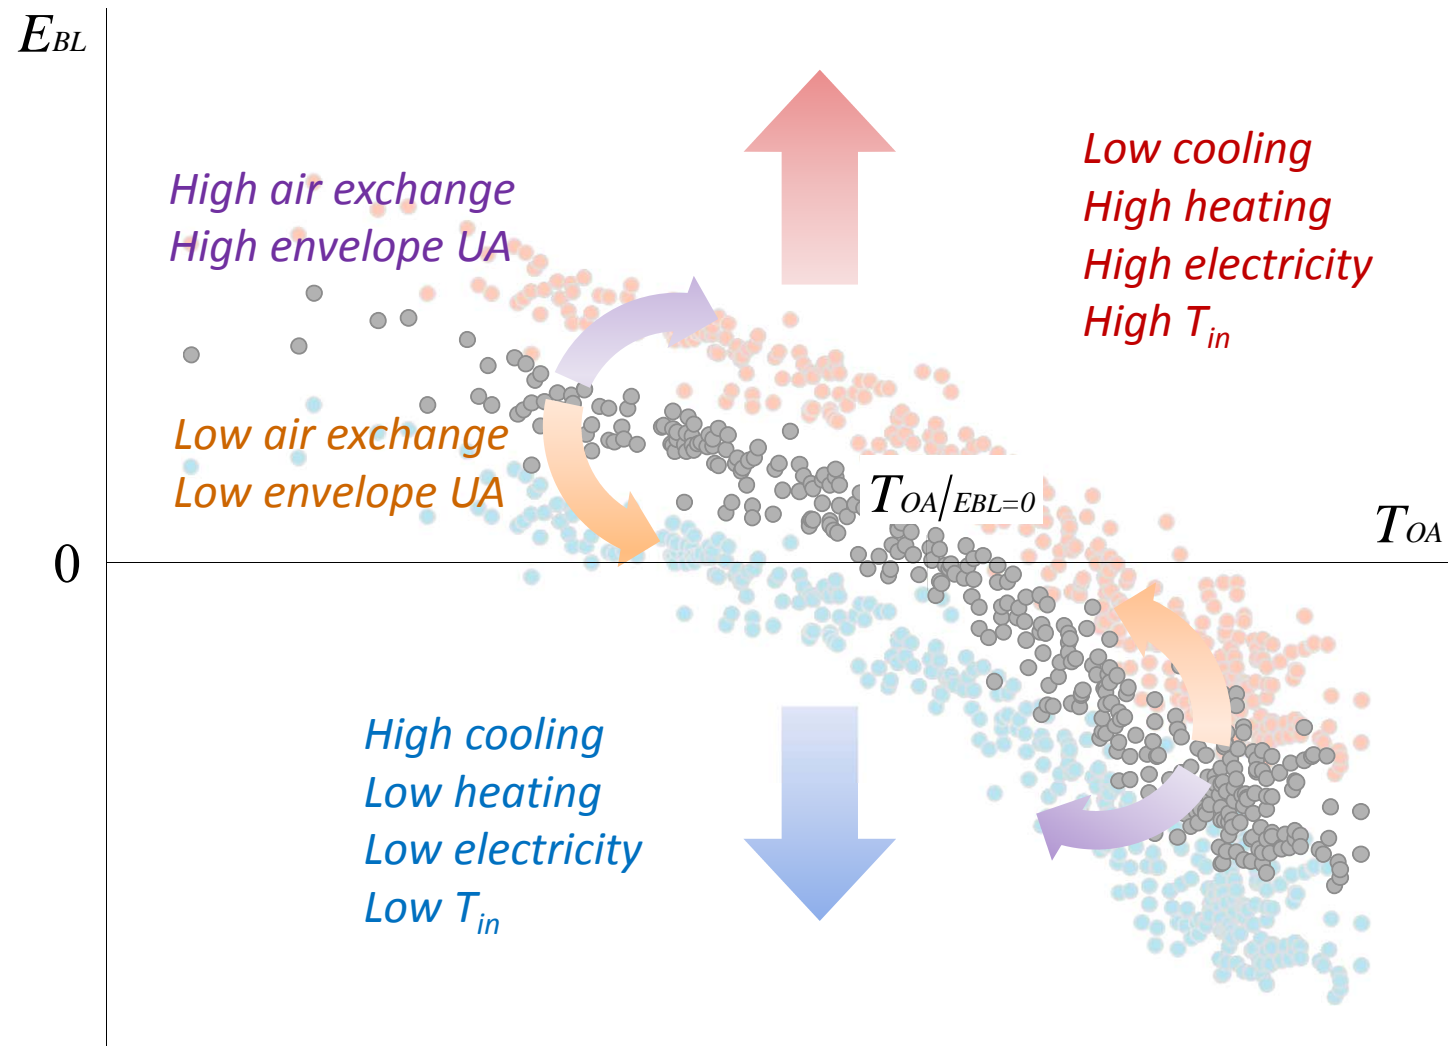 EBL
High air exchange
High envelope UA
Low cooling
High heating
High electricity
High Tin
Low air exchange
Low envelope UA
TOA/EBL=0
TOA
0
High cooling
Low heating
Low electricity
Low Tin